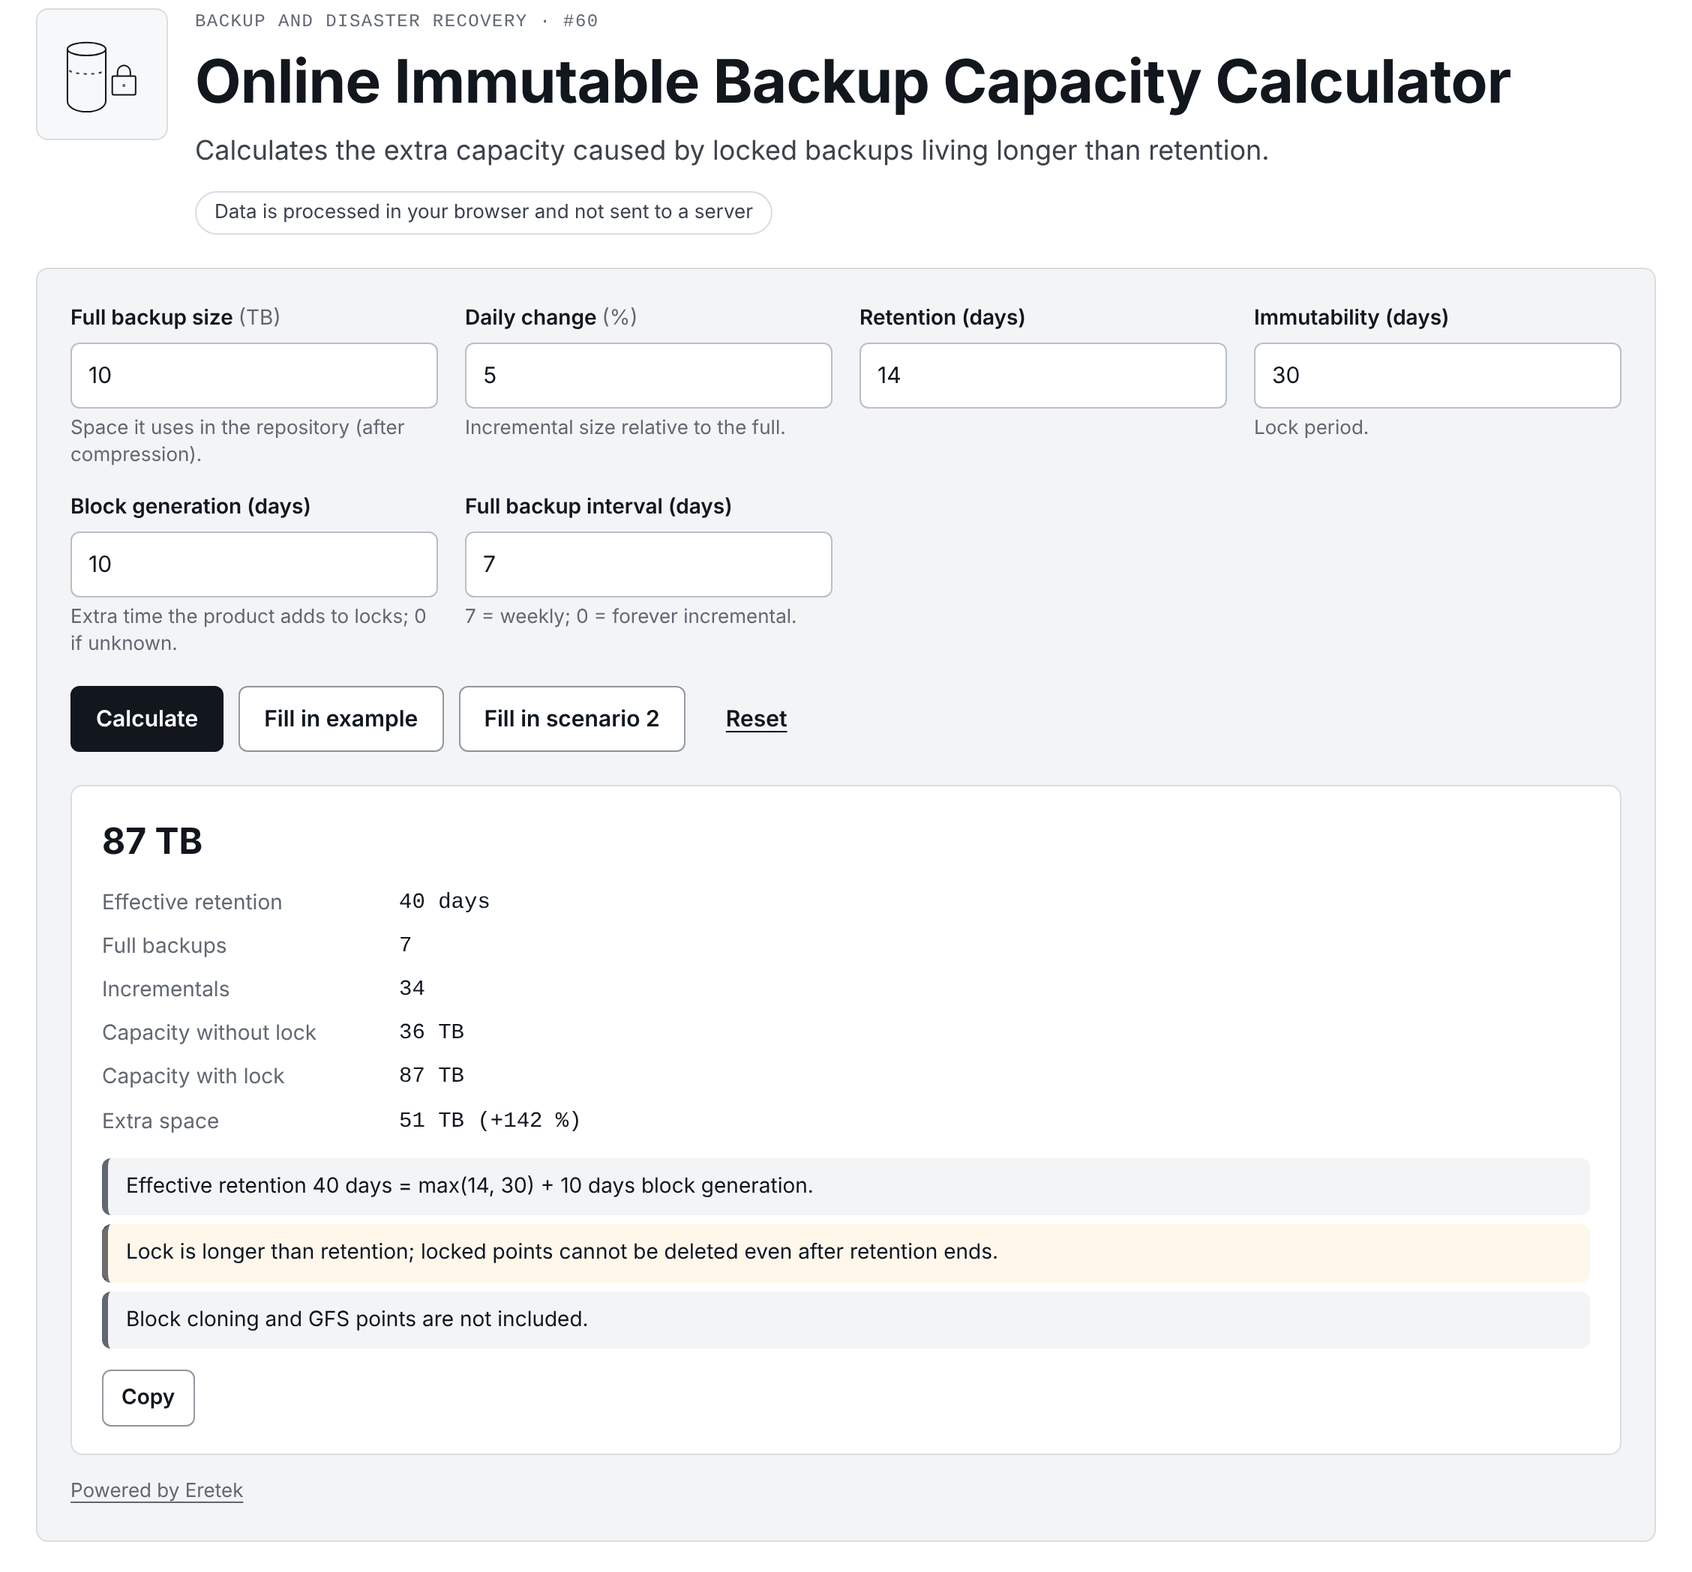 BACKUP AND DISASTER RECOVERY · #60
Online Immutable Backup Capacity Calculator
Calculates the extra capacity caused by locked backups living longer than retention.
Data is processed in your browser and not sent to a server
Full backup size (TB)
10
Space it uses in the repository (after
compression).
Daily change (%)
5
Incremental size relative to the full.
Retention (days)
14
Immutability (days)
30
Lock period.
Block generation (days)
10
Extra time the product adds to locks; 0
if unknown.
Full backup interval (days)
7
7 = weekly; 0 = forever incremental.
Calculate
Fill in example
Fill in scenario 2
Reset
87 TB
Effective retention 40 days
Full backups 7
Incrementals 34
Capacity without lock 36 TB
Capacity with lock 87 TB
Extra space 51 TB (+142 %)
Effective retention 40 days = max(14, 30) + 10 days block generation.
Lock is longer than retention; locked points cannot be deleted even after retention ends.
Block cloning and GFS points are not included.
Copy
Powered by Eretek